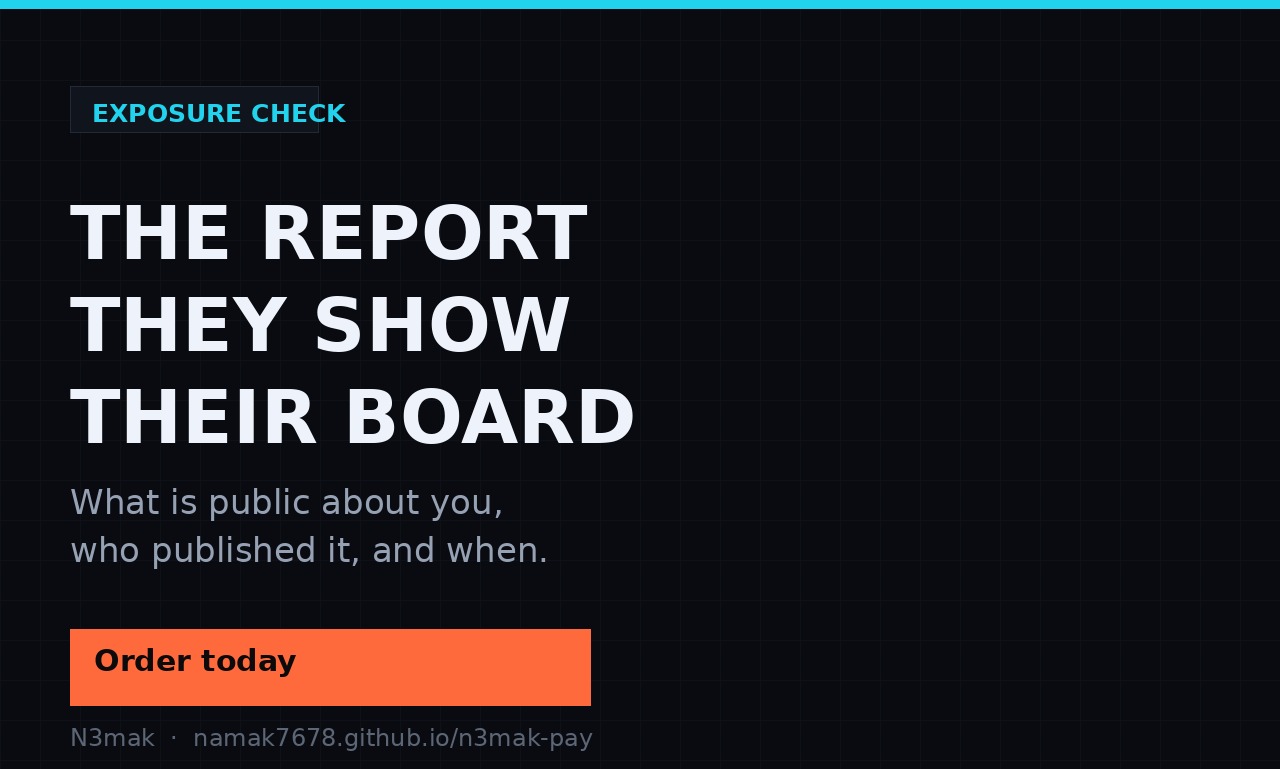 EXPOSURE CHECK
THE REPORT
THEY SHOW
THEIR BOARD
What is public about you,
who published it, and when.
Order today
N3mak · namak7678.github.io/n3mak-pay